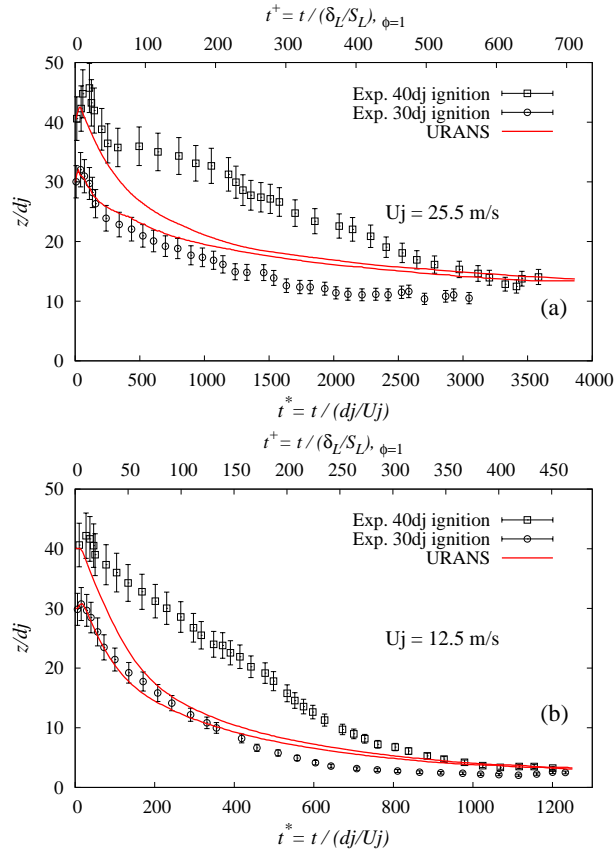 t+ = t / (δL/SL), ϕ=1
0 100 200 300 400 500 600 700
50
40
30
20
10
0
z/dj
Exp. 40dj ignition
Exp. 30dj ignition
URANS
Uj = 25.5 m/s
(a)
0 500 1000 1500 2000 2500 3000 3500 4000
t* = t / (dj/Uj)
t+ = t / (δL/SL), ϕ=1
0 50 100 150 200 250 300 350 400 450
50
40
30
20
10
0
z/dj
Exp. 40dj ignition
Exp. 30dj ignition
URANS
Uj = 12.5 m/s
(b)
0 200 400 600 800 1000 1200
t* = t / (dj/Uj)